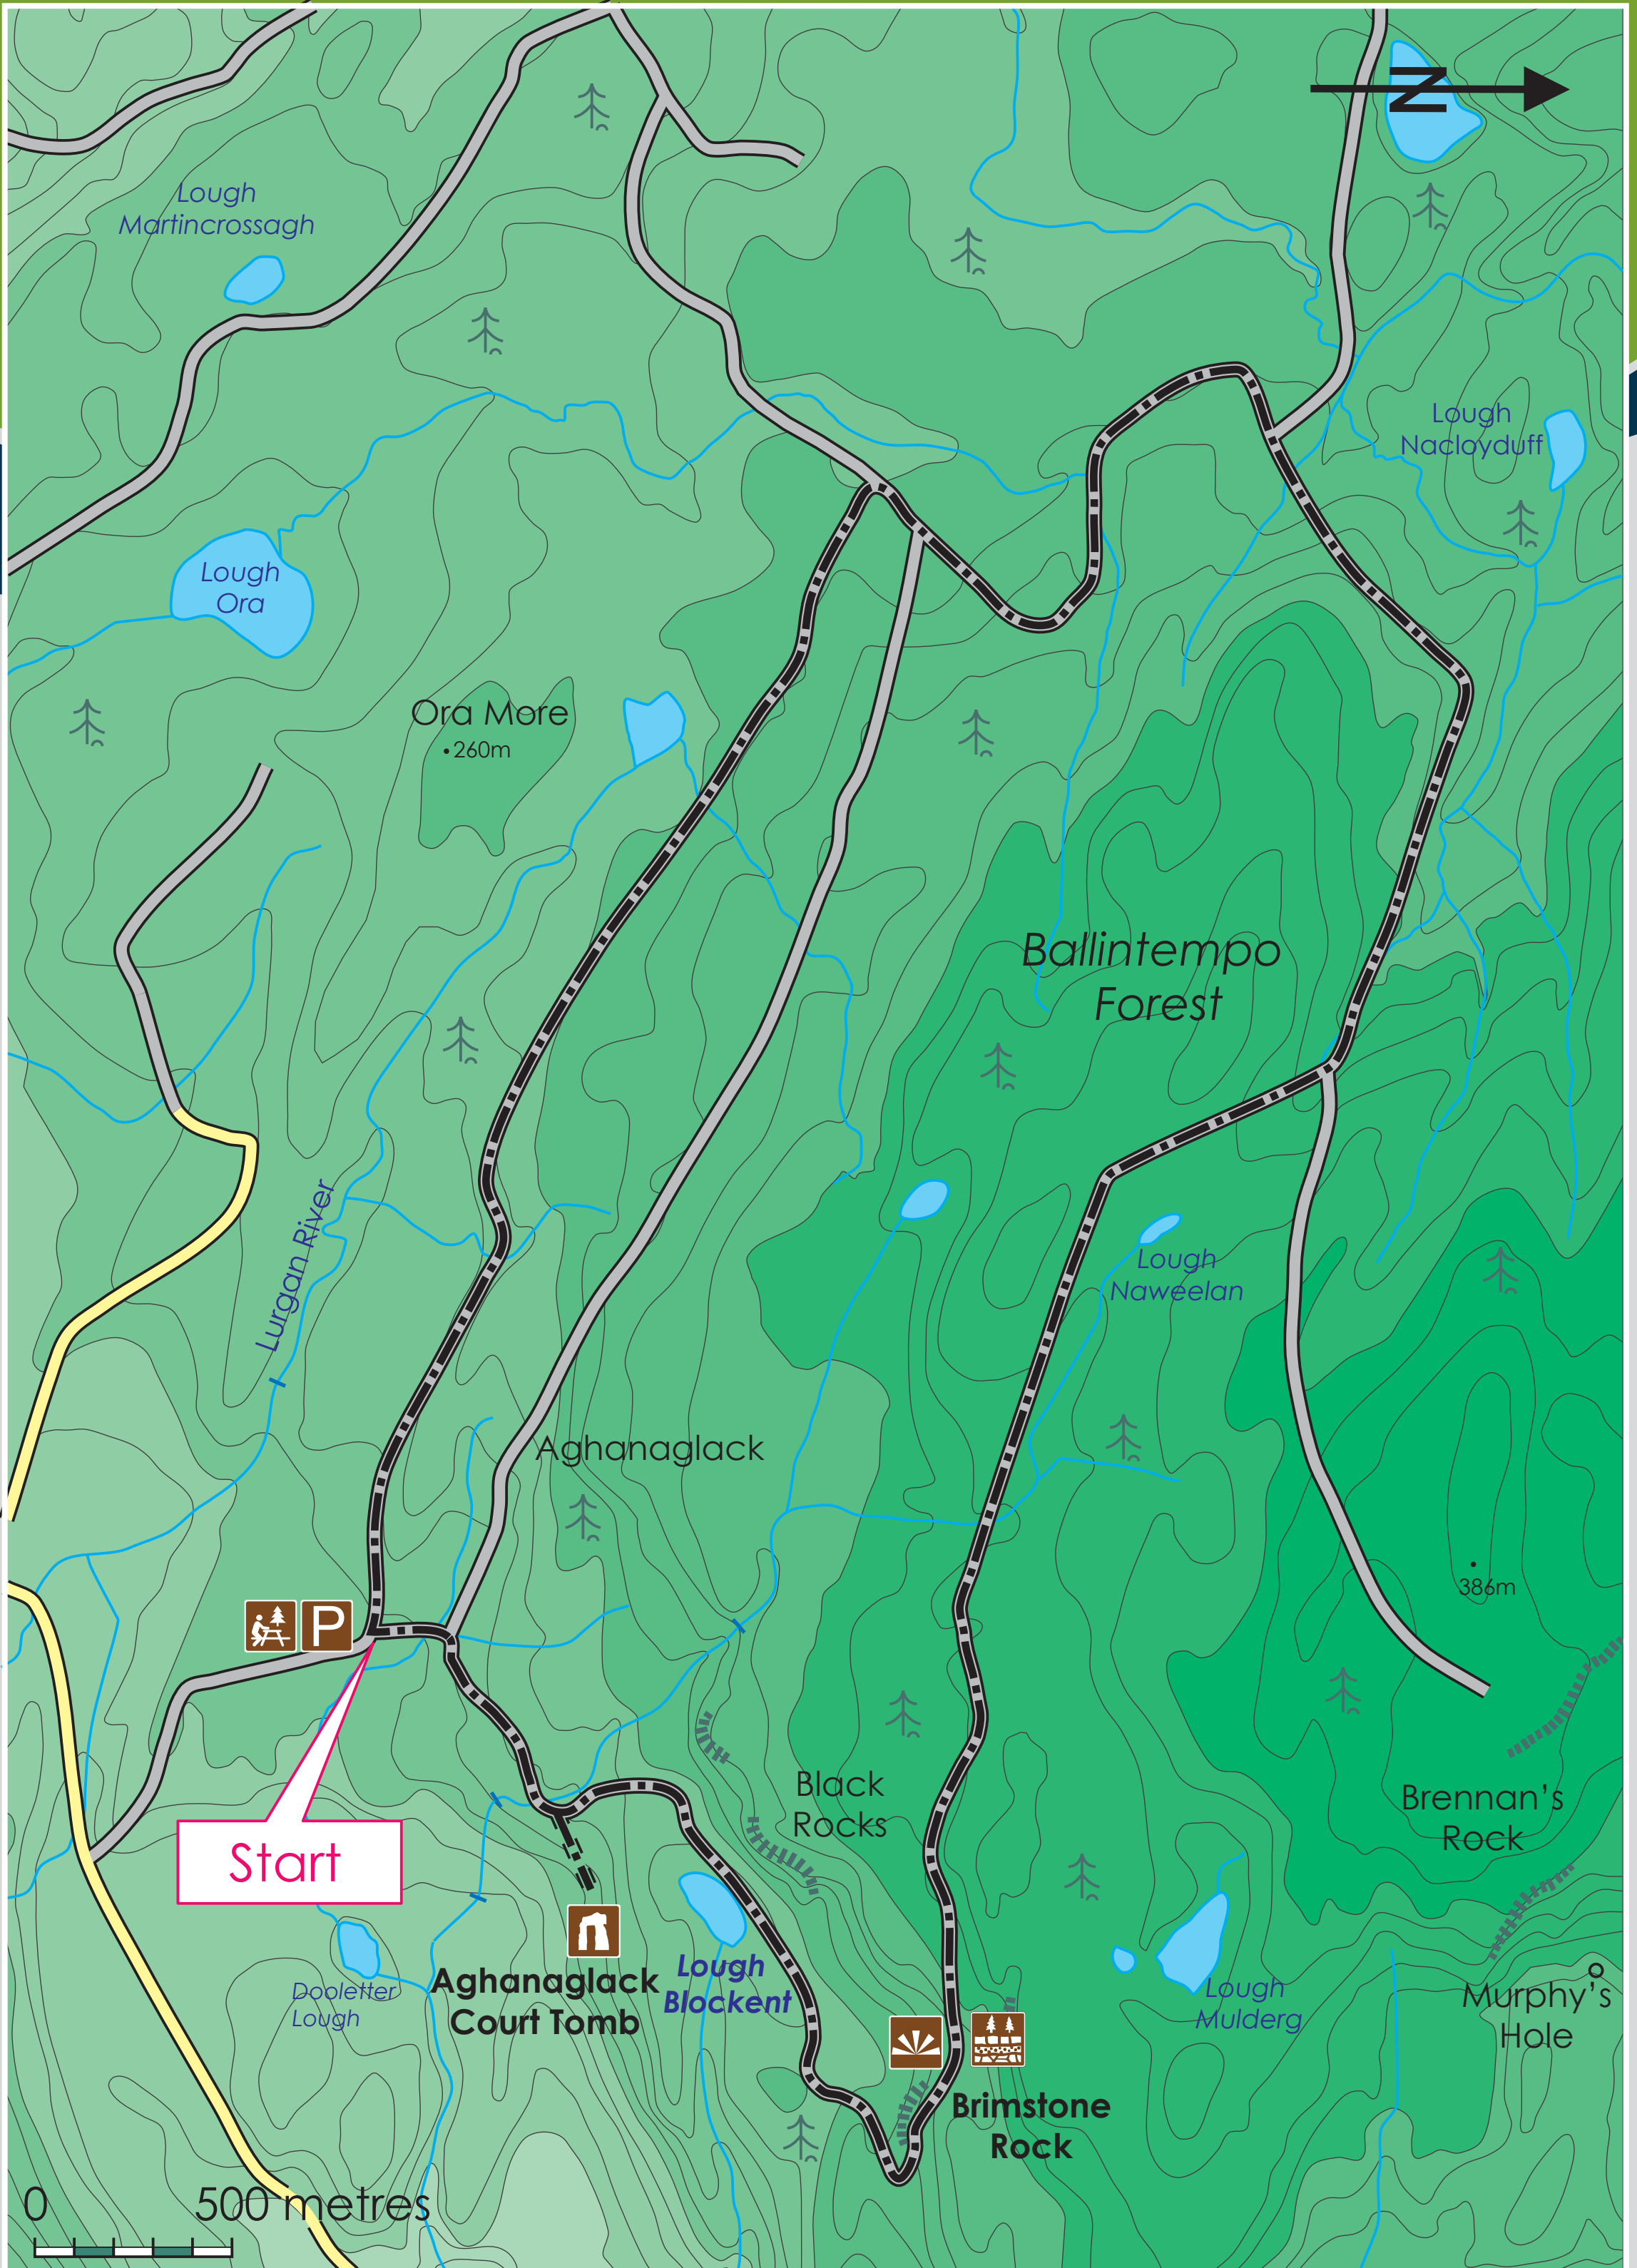 N
Lough
Martincrossagh
Lough
Nacloyduff
Lough
Ora
Ora More
260m
Ballintempo
Forest
Lurgan River
Lough
Naweelan
Aghanaglack
386m
P
Black
Rocks
Brennan's
Rock
Start
Aghanaglack
Court Tomb
Lough
Blockent
Dooletter
Lough
Lough
Mulderg
Murphy's
Hole
Brimstone
Rock
0 500 metres